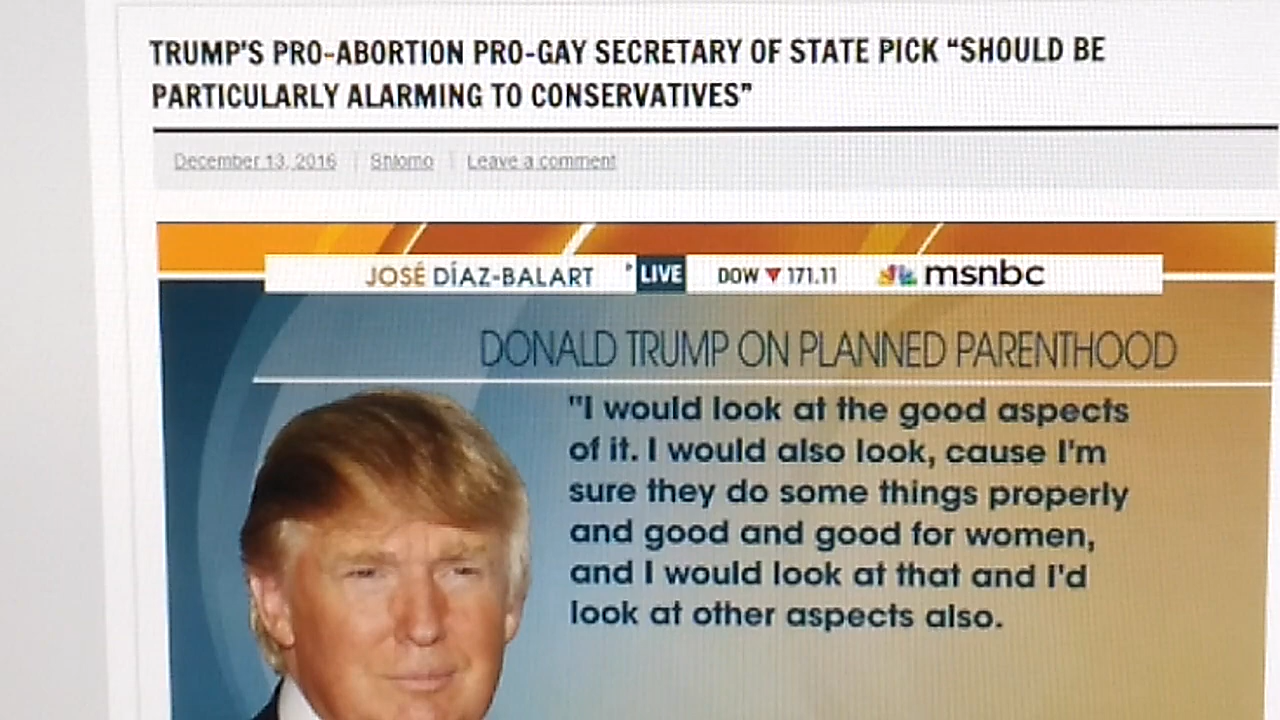 TRUMP'S PRO-ABORTION PRO-GAY SECRETARY OF STATE PICK “SHOULD BE
PARTICULARLY ALARMING TO CONSERVATIVES”
December 13, 2016 | Shlomo | Leave a comment
JOSÉ DÍAZ-BALART LIVE DOW ▼ 171.11 msnbc
DONALD TRUMP ON PLANNED PARENTHOOD
"I would look at the good aspects
of it. I would also look, cause I'm
sure they do some things properly
and good and good for women,
and I would look at that and I'd
look at other aspects also.